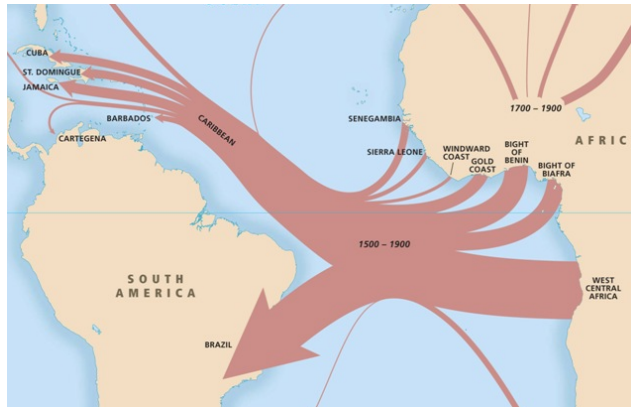 CUBA
ST. DOMINGUE
JAMAICA
BARBADOS
CARTEGENA
CARIBBEAN
1700 – 1900
AFRIC
SENEGAMBIA
SIERRA LEONE
WINDWARD
COAST
GOLD
COAST
BIGHT
OF
BENIN
BIGHT OF
BIAFRA
1500 – 1900
SOUTH
AMERICA
WEST
CENTRAL
AFRICA
BRAZIL